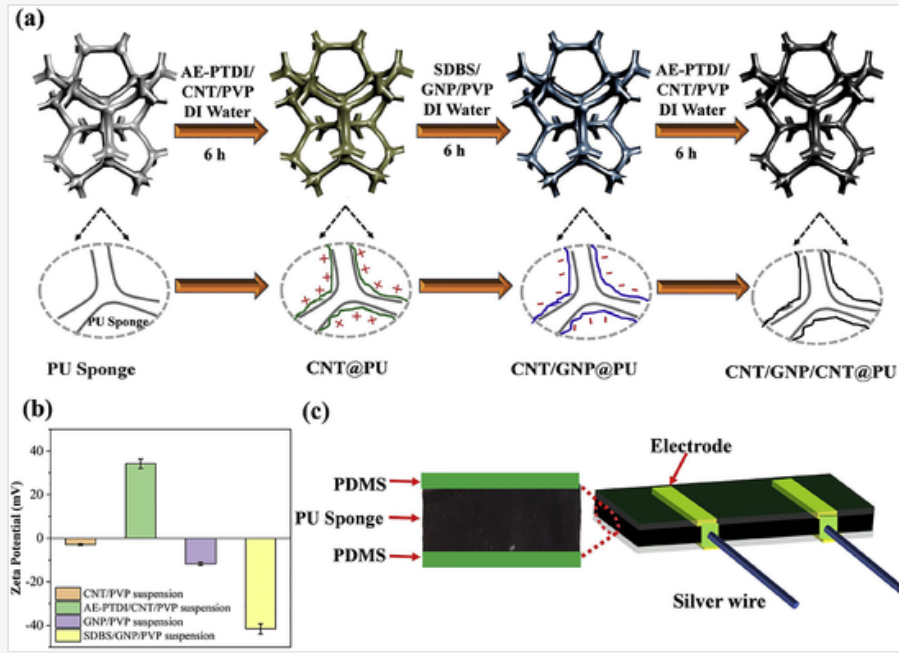 (a)
AE-PTDI/
CNT/PVP
DI Water
6 h
SDBS/
GNP/PVP
DI Water
6 h
AE-PTDI/
CNT/PVP
DI Water
6 h
PU Sponge
PU Sponge
CNT@PU
CNT/GNP@PU
CNT/GNP/CNT@PU
(b)
Zeta Potential (mV)
40
20
0
-20
-40
CNT/PVP suspension
AE-PTDI/CNT/PVP suspension
GNP/PVP suspension
SDBS/GNP/PVP suspension
(c)
PDMS
PU Sponge
PDMS
Electrode
Silver wire